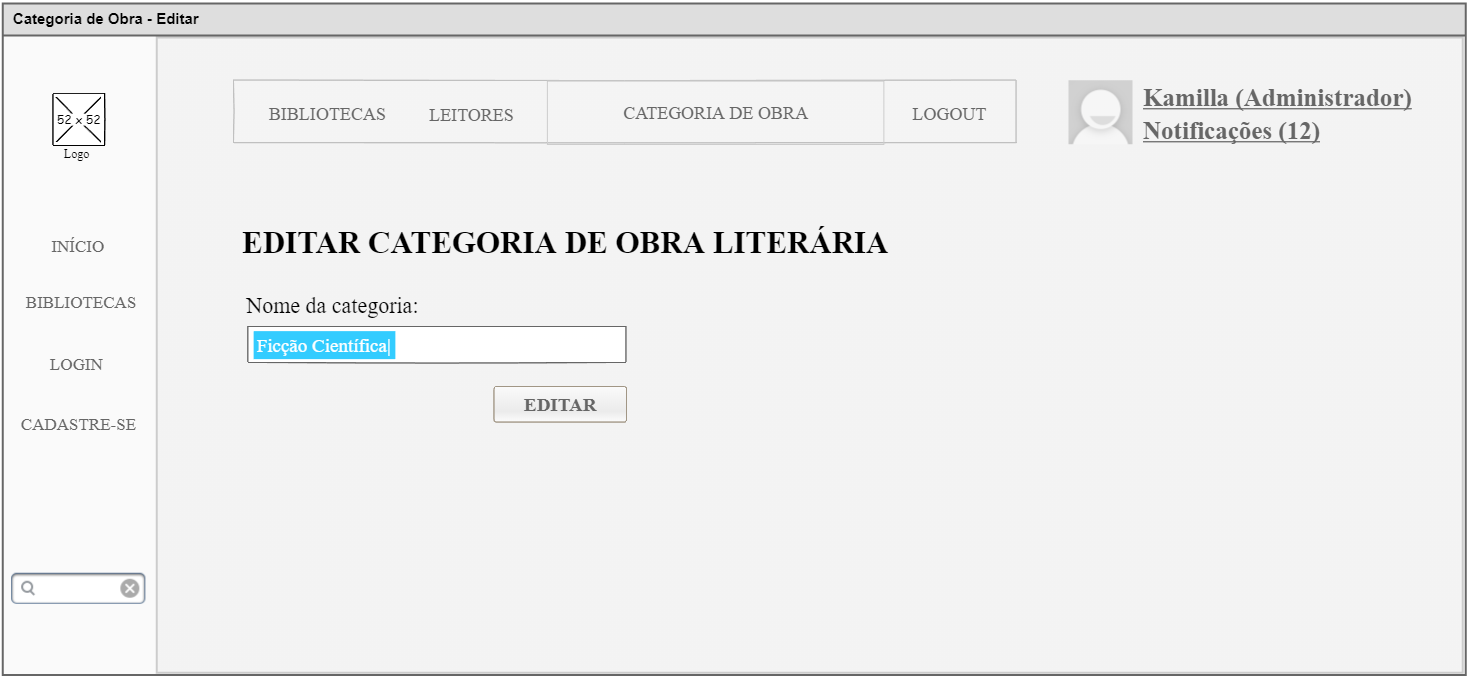 Categoria de Obra - Editar
52 x 52
Logo
INÍCIO
BIBLIOTECAS
LOGIN
CADASTRE-SE
BIBLIOTECAS
LEITORES
CATEGORIA DE OBRA
LOGOUT
Kamilla (Administrador)
Notificações (12)
EDITAR CATEGORIA DE OBRA LITERÁRIA
Nome da categoria:
Ficção Científica|
EDITAR